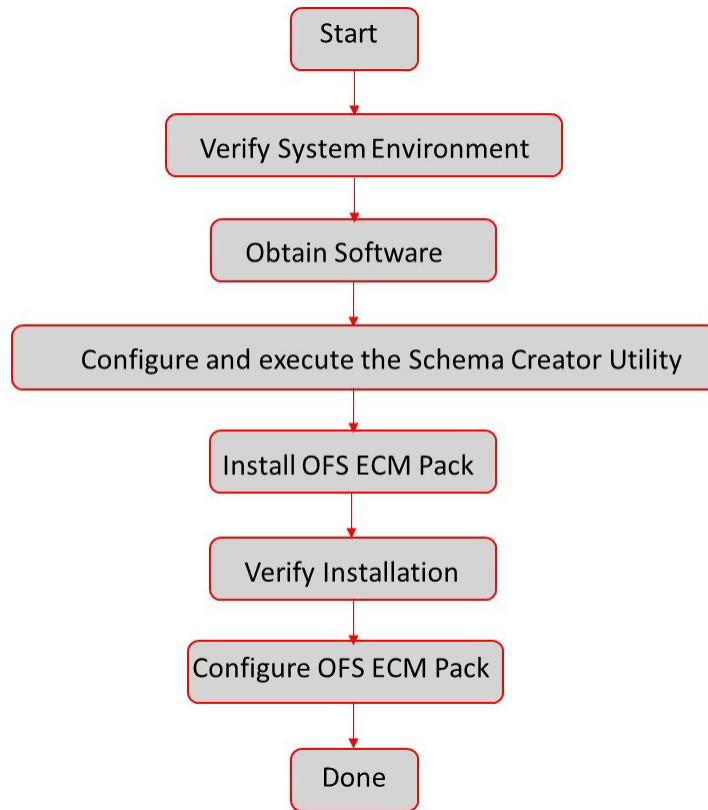 Start
Verify System Environment
Obtain Software
Configure and execute the Schema Creator Utility
Install OFS ECM Pack
Verify Installation
Configure OFS ECM Pack
Done